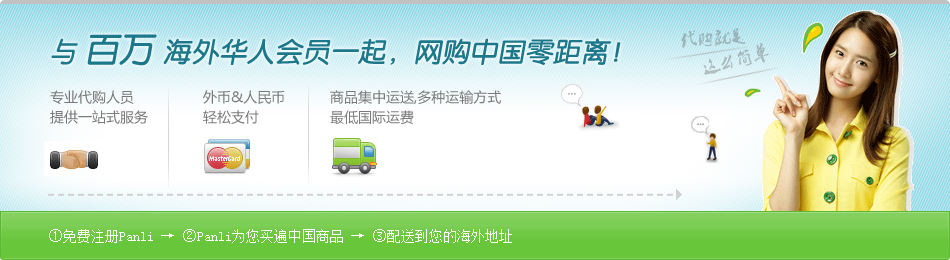 与 百万 海外华人会员一起，网购中国零距离！
代购就是
这么简单
专业代购人员
提供一站式服务
外币&人民币
轻松支付
商品集中运送,多种运输方式
最低国际运费
MasterCard
①免费注册Panli → ②Panli为您买遍中国商品 → ③配送到您的海外地址